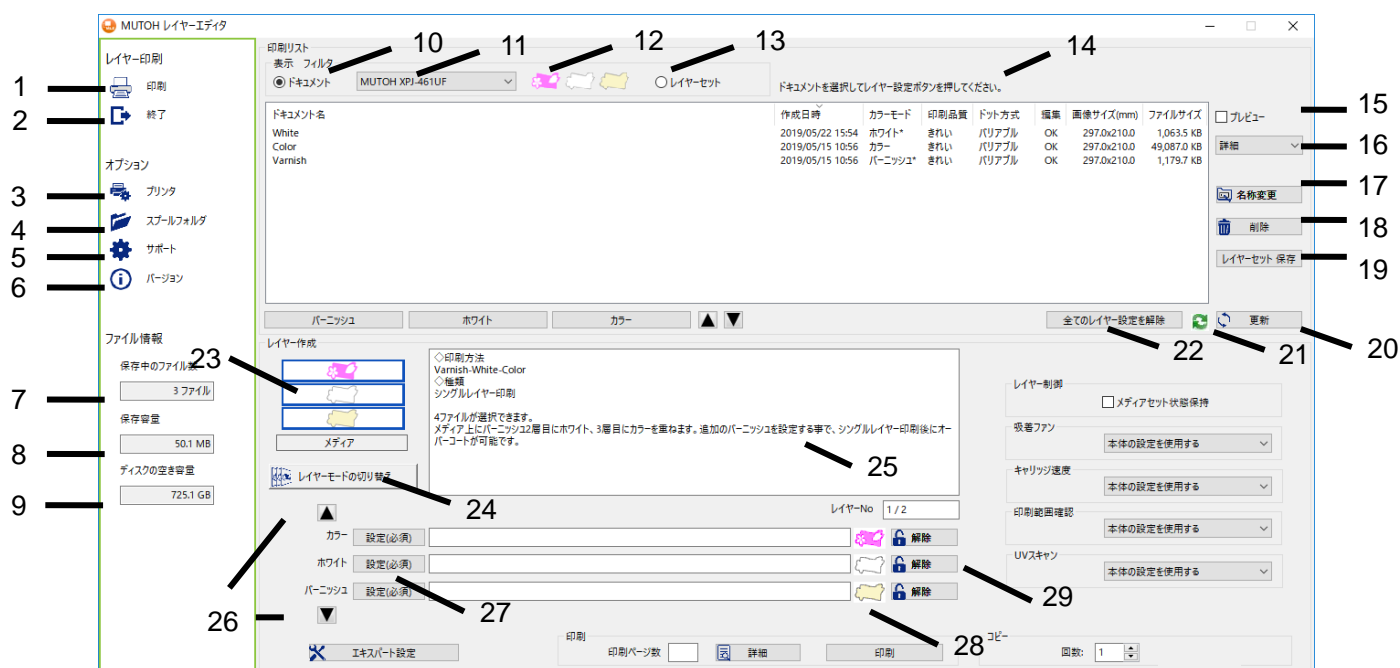 MUTOH レイヤーエディタ
レイヤー印刷
1 印刷
2 終了
オプション
3 プリンタ
4 スプールフォルダ
5 サポート
6 バージョン
ファイル情報
保存中のファイル数
7 3 ファイル
保存容量
8 50.1 MB
ディスクの空き容量
9 725.1 GB
印刷リスト
表示 フィルタ
10 11 12 13 14
ドキュメント MUTOH XPJ-461UF レイヤーセット
ドキュメントを選択してレイヤー設定ボタンを押してください。
ドキュメント名 作成日時 カラーモード 印刷品質 ドット方式 編集 画像サイズ(mm) ファイルサイズ
White 2019/05/22 15:54 ホワイト* きれい バリアブル OK 297.0x210.0 1,063.5 KB
Color 2019/05/15 10:56 カラー きれい バリアブル OK 297.0x210.0 49,087.0 KB
Varnish 2019/05/15 10:56 バーニッシュ* きれい バリアブル OK 297.0x210.0 1,179.7 KB
プレビュー 15
詳細 16
名称変更 17
削除 18
レイヤーセット 保存 19
バーニッシュ ホワイト カラー ▲ ▼ 全てのレイヤー設定を解除 更新
22 21 20
レイヤー作成
23
メディア
レイヤーモードの切り替え
24
◇印刷方法
Varnish-White-Color
◇種類
シングルレイヤー印刷
4ファイルが選択できます。
メディア上にバーニッシュ2層目にホワイト、3層目にカラーを重ねます。追加のバーニッシュを設定する事で、シングルレイヤー印刷後にオー
バーコートが可能です。
25
レイヤーNo 1 / 2
▲
カラー 設定(必須) 解除
ホワイト 設定(必須) 解除
バーニッシュ 設定(必須) 解除
▼
26 27 28 29
レイヤー制御
メディアセット状態保持
吸着ファン
本体の設定を使用する
キャリッジ速度
本体の設定を使用する
印刷範囲確認
本体の設定を使用する
UVスキャン
本体の設定を使用する
エキスパート設定
印刷
印刷ページ数 詳細 印刷
コピー
回数: 1